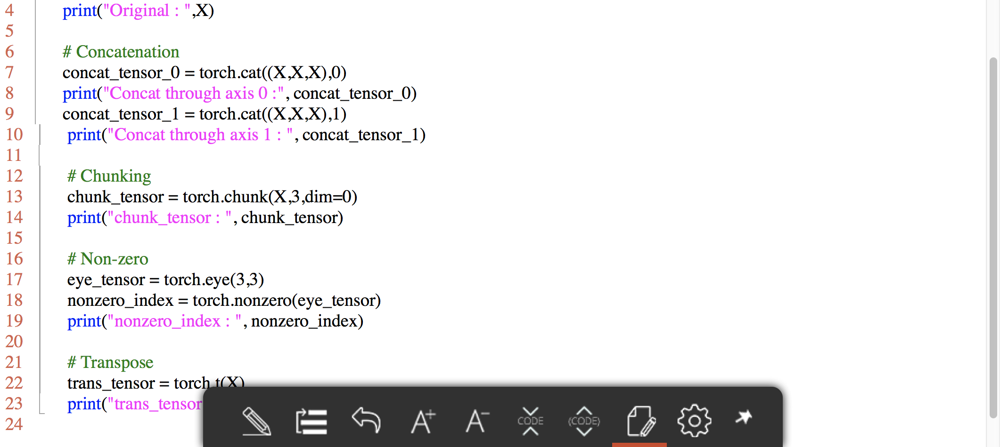 4 print("Original : ",X)
5
6 # Concatenation
7 concat_tensor_0 = torch.cat((X,X,X),0)
8 print("Concat through axis 0 :", concat_tensor_0)
9 concat_tensor_1 = torch.cat((X,X,X),1)
10 print("Concat through axis 1 : ", concat_tensor_1)
11
12 # Chunking
13 chunk_tensor = torch.chunk(X,3,dim=0)
14 print("chunk_tensor : ", chunk_tensor)
15
16 # Non-zero
17 eye_tensor = torch.eye(3,3)
18 nonzero_index = torch.nonzero(eye_tensor)
19 print("nonzero_index : ", nonzero_index)
20
21 # Transpose
22 trans_tensor = torch.t(X)
23 print("trans_tensor
24
A+ A− CODE (CODE)